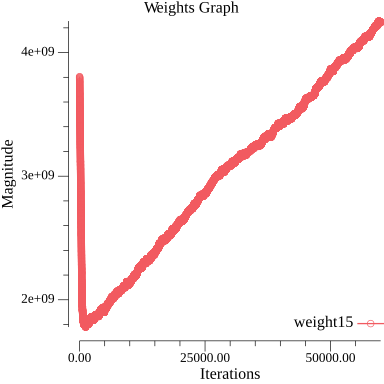 Weights Graph
4e+09
3e+09
2e+09
Magnitude
weight15
0.00
25000.00
50000.00
Iterations